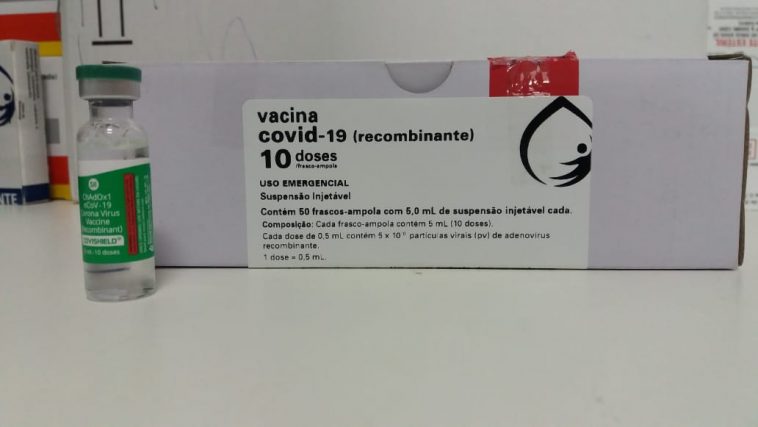 vacina
covid-19 (recombinante)
10 doses
/frasco-ampola
USO EMERGENCIAL
Suspensão Injetável
Contém 50 frascos-ampola com 5,0 mL de suspensão injetável cada.
Composição: Cada frasco-ampola contém 5 mL (10 doses).
Cada dose de 0,5 mL contém 5 x 10 partículas virais (pv) de adenovírus
recombinante.
1 dose = 0,5 mL.
ChAdOx1
nCoV-19
Corona Virus
Vaccine
(Recombinant)
COVISHIELD
10 doses
NTE